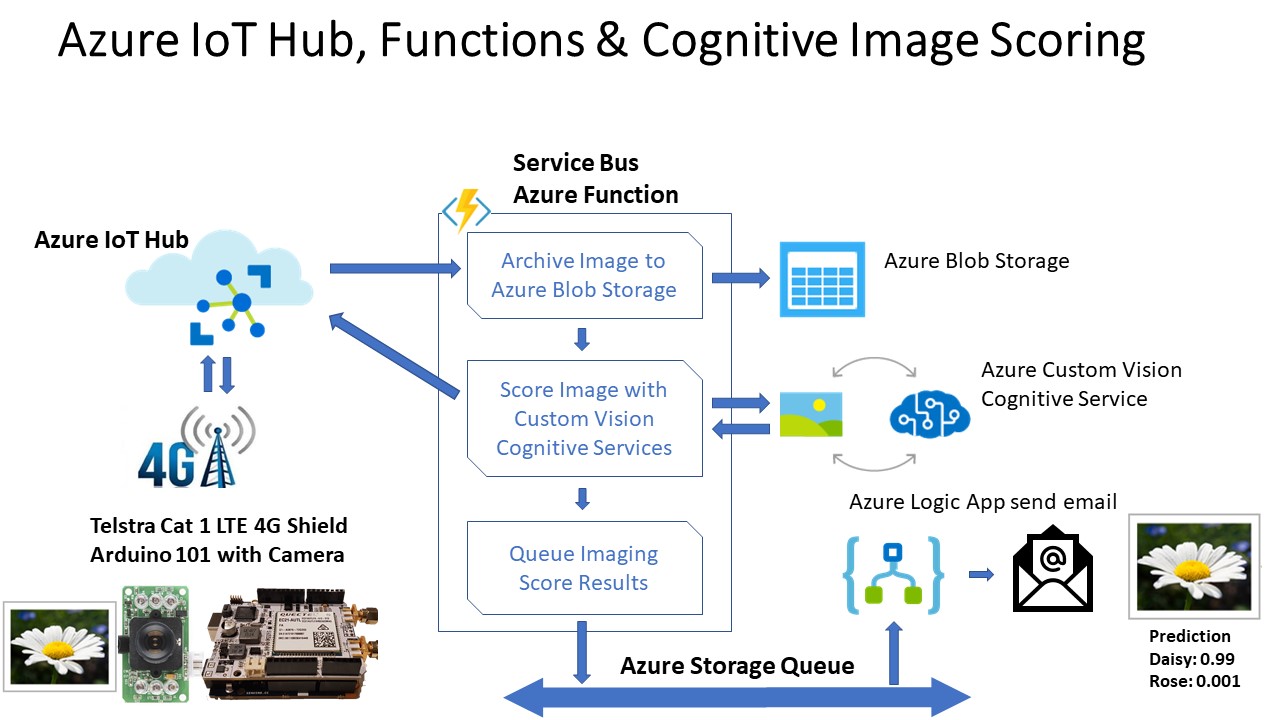 Azure IoT Hub, Functions & Cognitive Image Scoring
Service Bus
Azure Function
Azure IoT Hub
Archive Image to
Azure Blob Storage
Azure Blob Storage
Score Image with
Custom Vision
Cognitive Services
Azure Custom Vision
Cognitive Service
4G
Telstra Cat 1 LTE 4G Shield
Arduino 101 with Camera
Queue Imaging
Score Results
Azure Logic App send email
@
QUECTEL
Azure Storage Queue
Prediction
Daisy: 0.99
Rose: 0.001